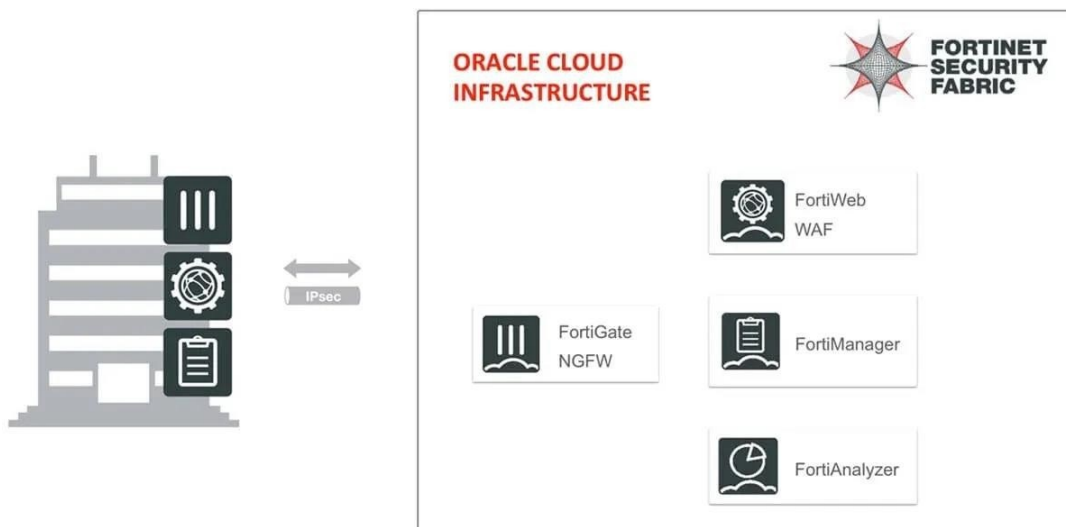 ORACLE CLOUD
INFRASTRUCTURE
FORTINET
SECURITY
FABRIC
FortiWeb
WAF
IPsec
FortiGate
NGFW
FortiManager
FortiAnalyzer